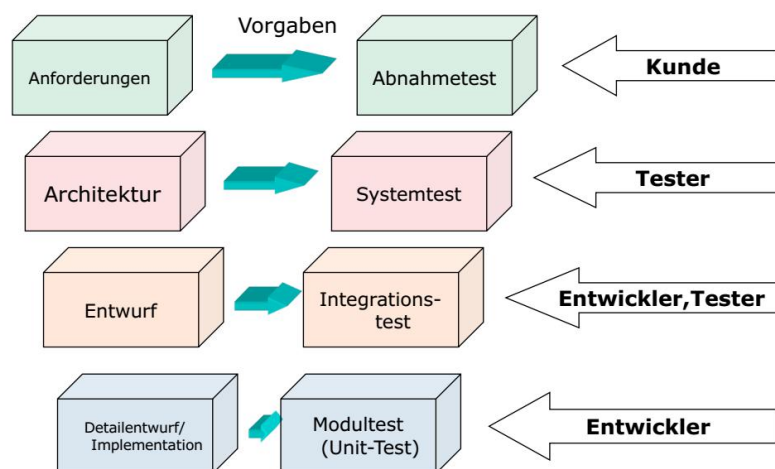 Vorgaben
Anforderungen
Abnahmetest
Kunde
Architektur
Systemtest
Tester
Entwurf
Integrations-
test
Entwickler,Tester
Detailentwurf/
Implementation
Modultest
(Unit-Test)
Entwickler